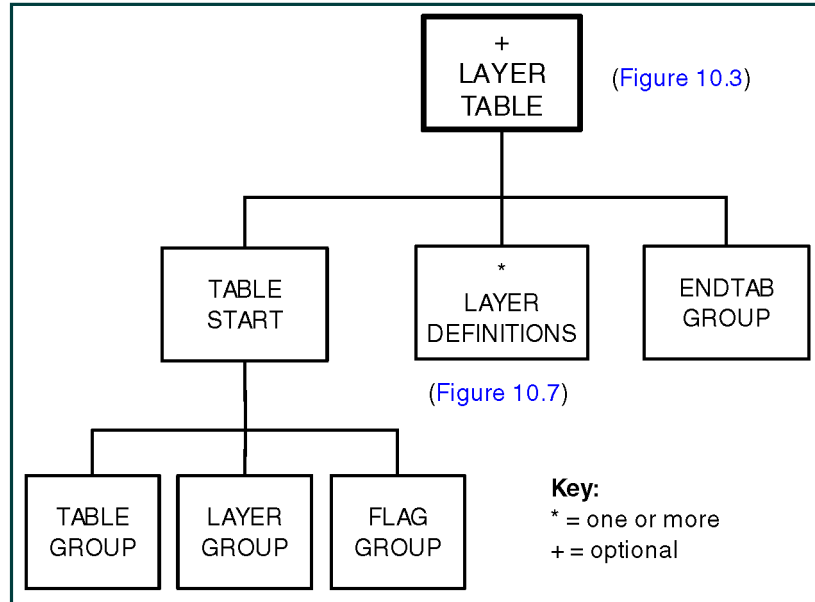 +
LAYER
TABLE
(Figure 10.3)
TABLE
START
*
LAYER
DEFINITIONS
ENDTAB
GROUP
(Figure 10.7)
TABLE
GROUP
LAYER
GROUP
FLAG
GROUP
Key:
* = one or more
+ = optional